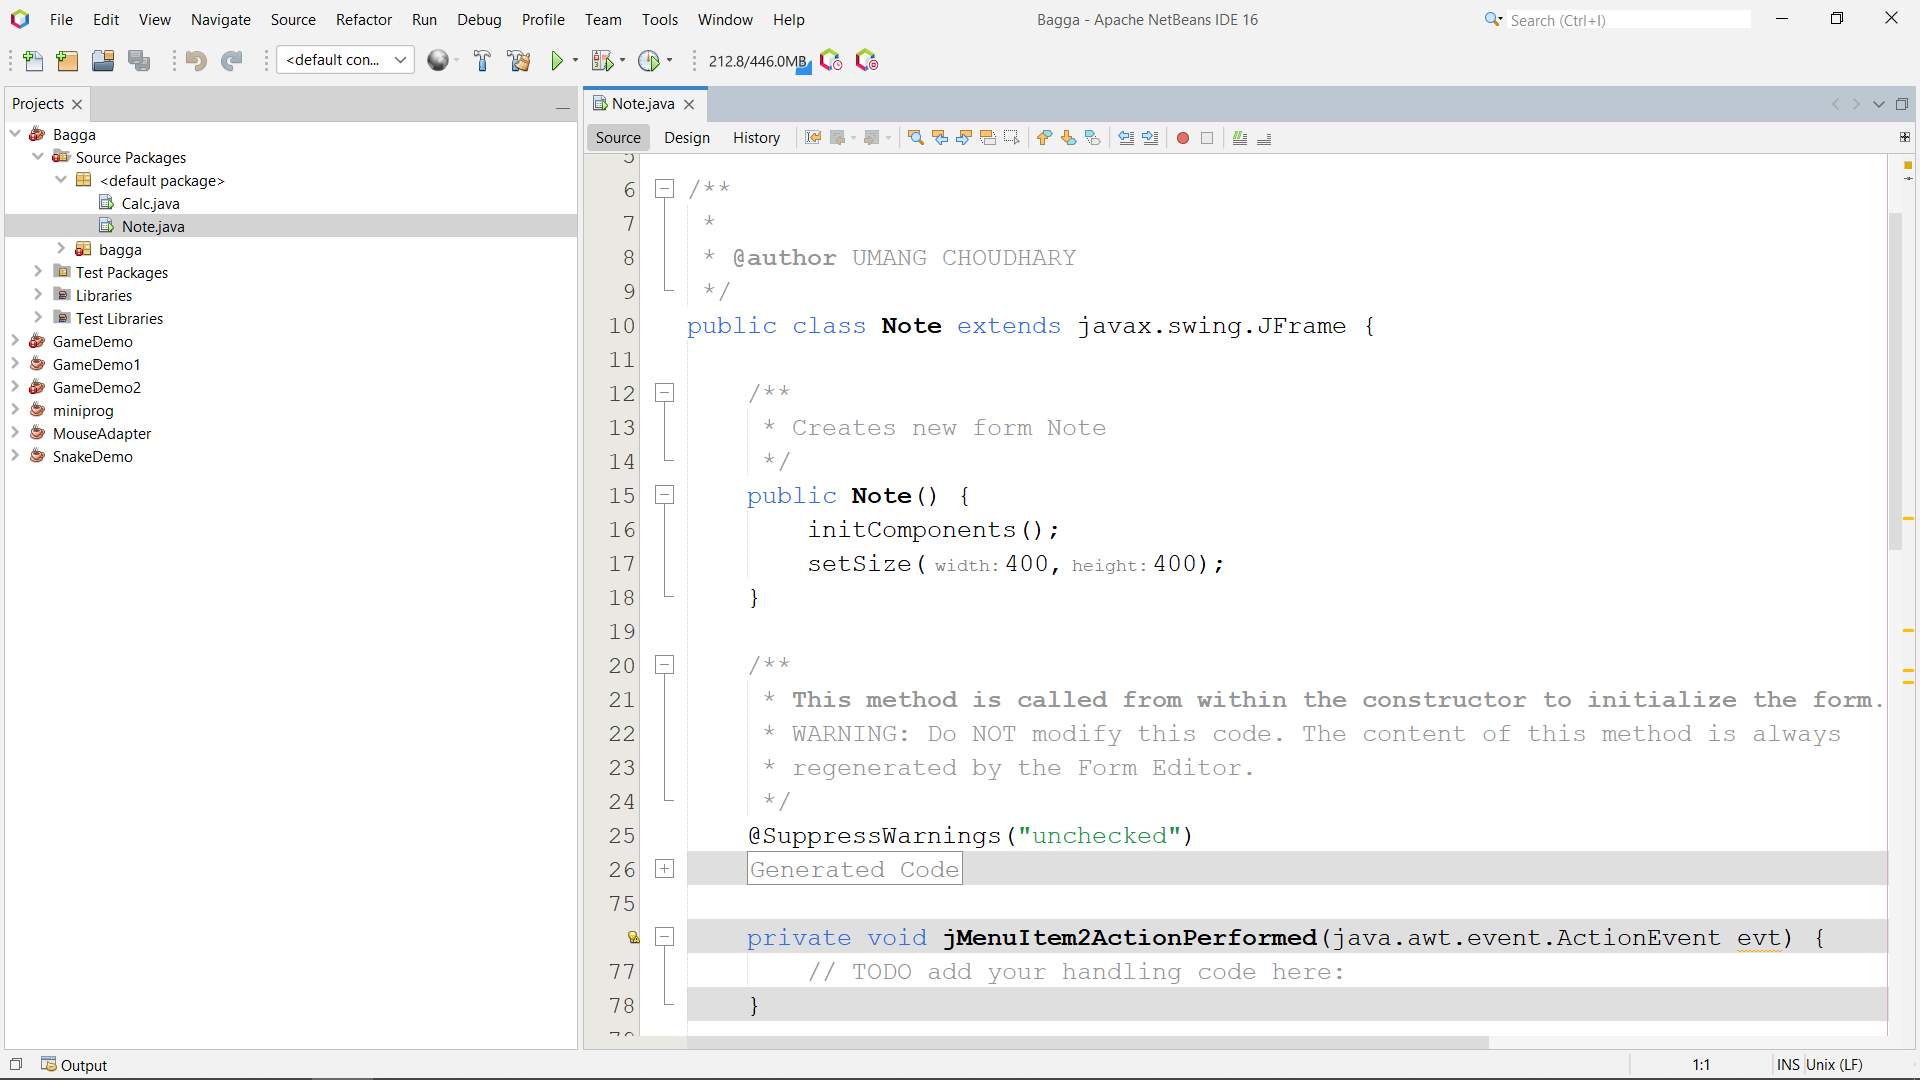 File Edit View Navigate Source Refactor Run Debug Profile Team Tools Window Help
Bagga - Apache NetBeans IDE 16
Search (Ctrl+I)
<default con...
212.8/446.0MB
Projects
Bagga
Source Packages
<default package>
Calc.java
Note.java
bagga
Test Packages
Libraries
Test Libraries
GameDemo
GameDemo1
GameDemo2
miniprog
MouseAdapter
SnakeDemo
Note.java
Source Design History
5
6 /**
7 *
8 * @author UMANG CHOUDHARY
9 */
10 public class Note extends javax.swing.JFrame {
11
12 /**
13 * Creates new form Note
14 */
15 public Note() {
16 initComponents();
17 setSize( width: 400, height: 400);
18 }
19
20 /**
21 * This method is called from within the constructor to initialize the form.
22 * WARNING: Do NOT modify this code. The content of this method is always
23 * regenerated by the Form Editor.
24 */
25 @SuppressWarnings("unchecked")
26 Generated Code
75
private void jMenuItem2ActionPerformed(java.awt.event.ActionEvent evt) {
77 // TODO add your handling code here:
78 }
Output
1:1 INS Unix (LF)